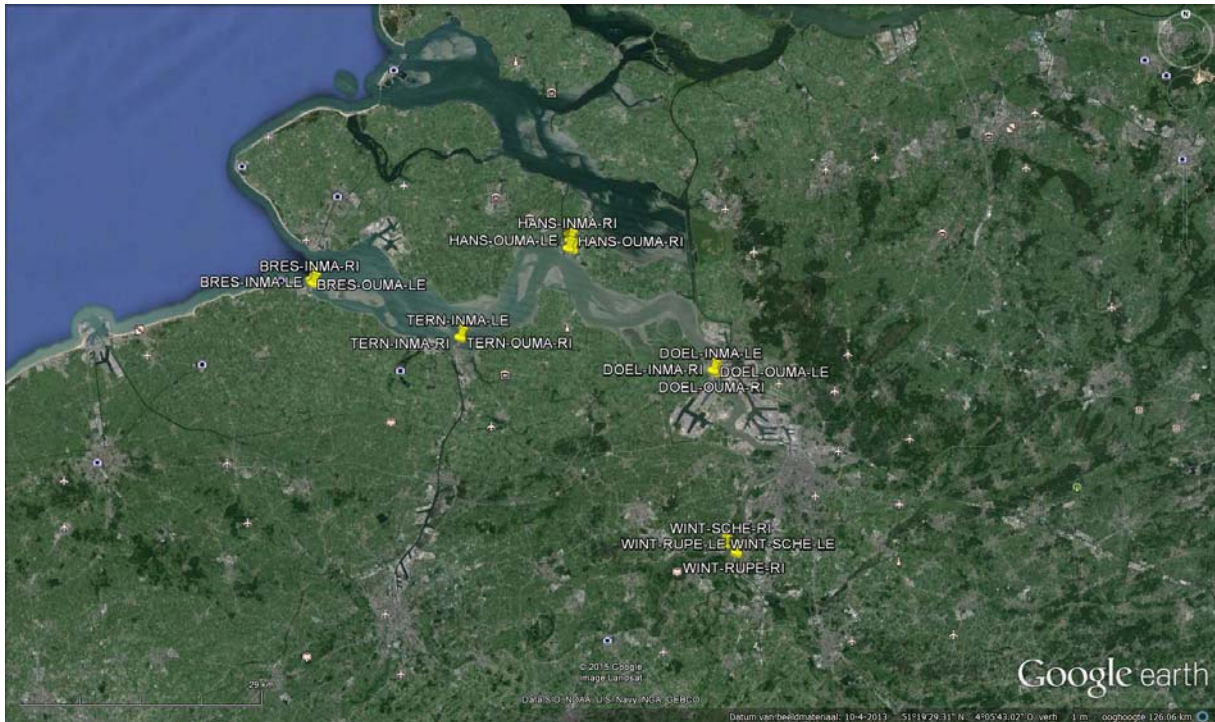 N
HANS-INMA-RI
HANS-OUMA-LE HANS-OUMA-RI
BRES-INMA-RI
BRES-INMA-LE BRES-OUMA-LE
TERN-INMA-LE
TERN-INMA-RI TERN-OUMA-RI
DOEL-INMA-LE
DOEL-INMA-RI DOEL-OUMA-LE
DOEL-OUMA-RI
WINT-SCHE-RI
WINT-RUPE-LE WINT-SCHE-LE
WINT-RUPE-RI
© 2015 Google
Image Landsat
Data SIO, NOAA, U.S. Navy, NGA, GEBCO
29 km
Google earth
Datum van beeldmateriaal: 10-4-2013 51°19'29.31" N 4°05'43.02" O verh 1 m ooghoogte 126.06 km